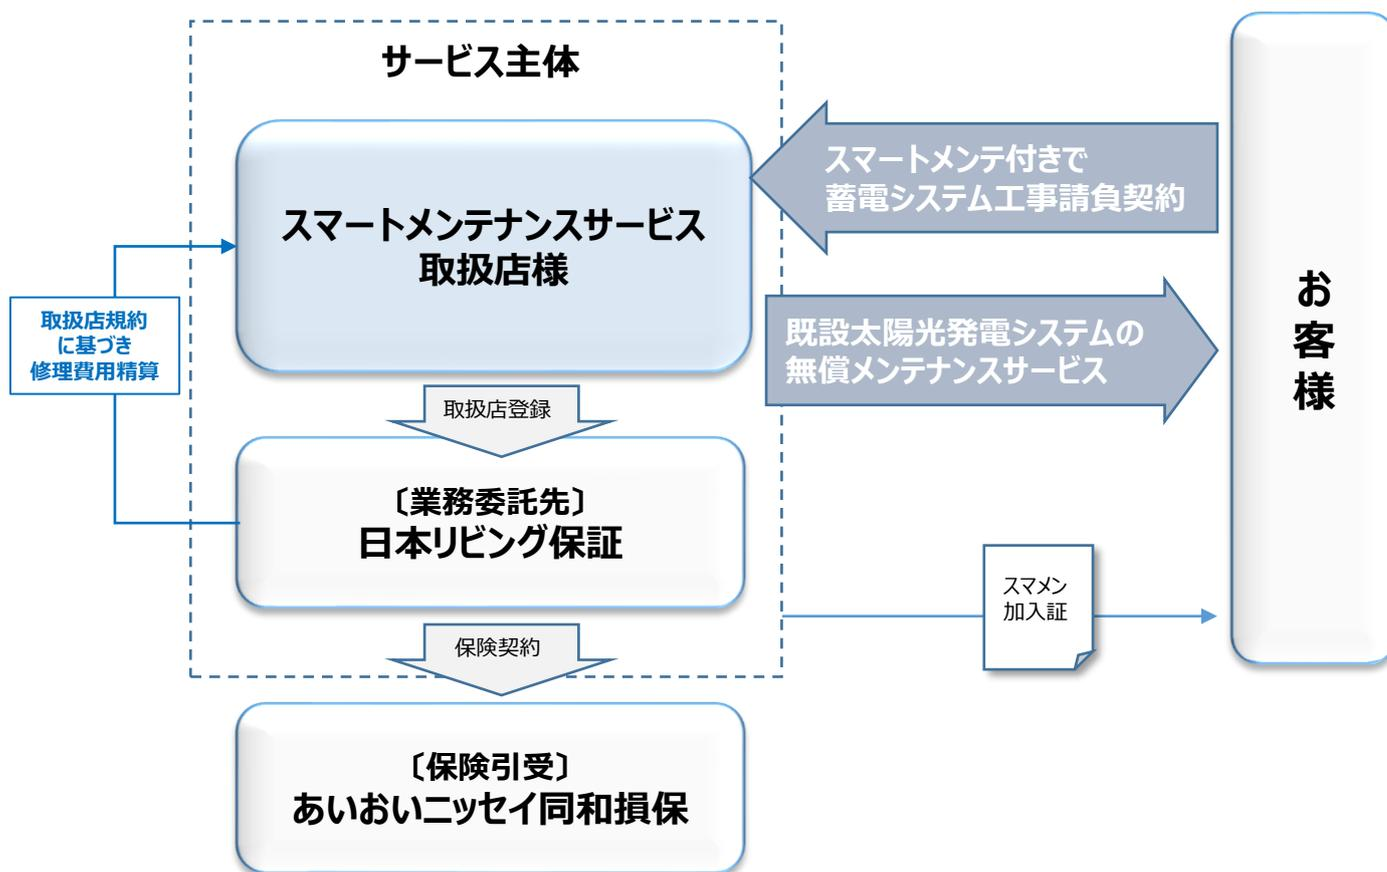 サービス主体
スマートメンテナンスサービス
取扱店様
スマートメンテ付きで
蓄電システム工事請負契約
既設太陽光発電システムの
無償メンテナンスサービス
お
客
様
取扱店規約
に基づき
修理費用精算
取扱店登録
〔業務委託先〕
日本リビング保証
スマメン
加入証
保険契約
〔保険引受〕
あいおいニッセイ同和損保